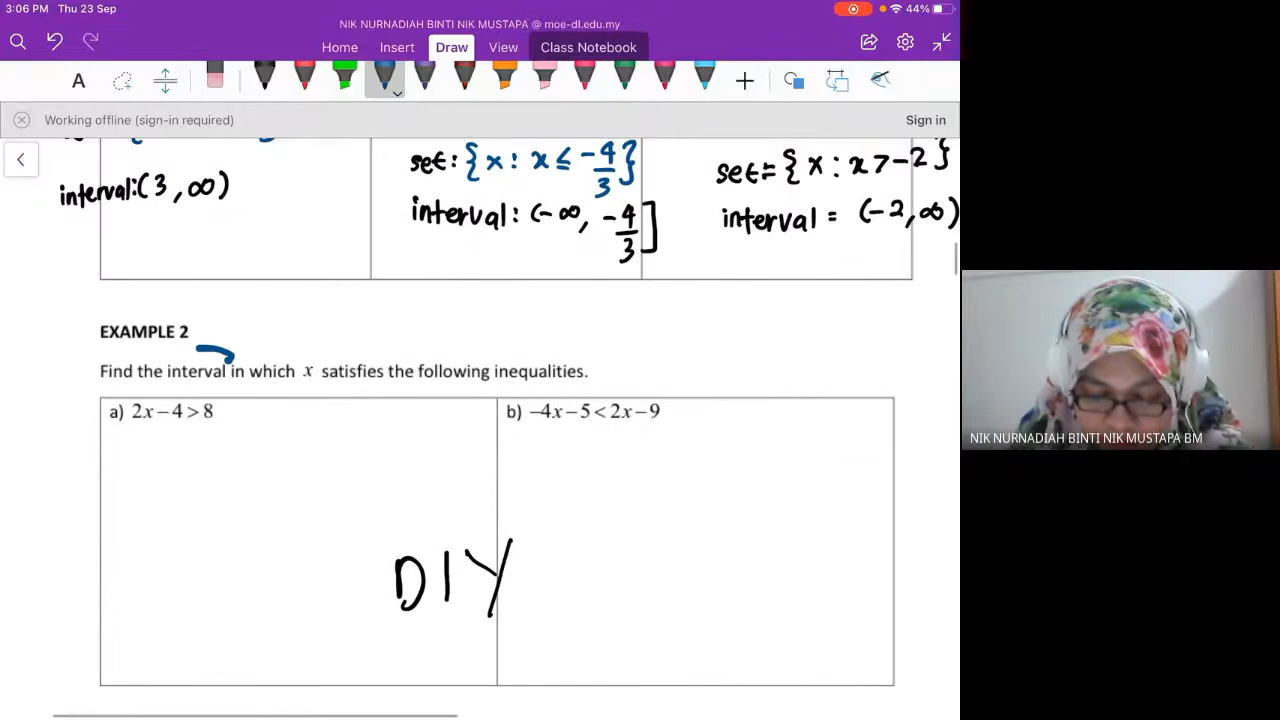 3:06 PM Thu 23 Sep
44%
NIK NURNADIAH BINTI NIK MUSTAPA @ moe-dl.edu.my
Home Insert Draw View Class Notebook
A
Working offline (sign-in required) Sign in
interval:(3, ∞)
set: {x : x ≤ -4/3}
interval: (-∞, -4/3]
set = {x : x > -2}
interval = (-2, ∞)
EXAMPLE 2
Find the interval in which x satisfies the following inequalities.
a) 2x – 4 > 8
b) –4x – 5 < 2x – 9
DIY
NIK NURNADIAH BINTI NIK MUSTAPA BM